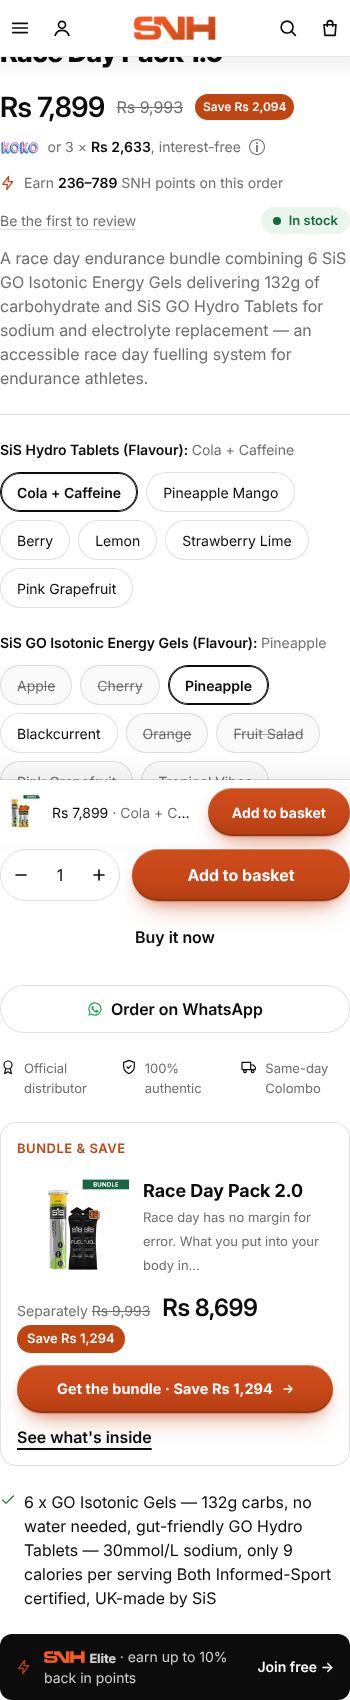 SNH
Race Day Pack 1.0
Rs 7,899 Rs 9,993 Save Rs 2,094
KOKO or 3 × Rs 2,633, interest-free
Earn 236–789 SNH points on this order
Be the first to review In stock
A race day endurance bundle combining 6 SiS
GO Isotonic Energy Gels delivering 132g of
carbohydrate and SiS GO Hydro Tablets for
sodium and electrolyte replacement — an
accessible race day fuelling system for
endurance athletes.
SiS Hydro Tablets (Flavour): Cola + Caffeine
Cola + Caffeine Pineapple Mango
Berry Lemon Strawberry Lime
Pink Grapefruit
SiS GO Isotonic Energy Gels (Flavour): Pineapple
Apple Cherry Pineapple
Blackcurrent Orange Fruit Salad
Pink Grapefruit Tropical Vibes
Rs 7,899 · Cola + C... Add to basket
− 1 + Add to basket
Buy it now
Order on WhatsApp
Official 100% Same-day
distributor authentic Colombo
BUNDLE & SAVE
BUNDLE
SiS
Race Day Pack 2.0
Race day has no margin for
error. What you put into your
body in...
Separately Rs 9,993 Rs 8,699
Save Rs 1,294
Get the bundle · Save Rs 1,294 →
See what's inside
6 x GO Isotonic Gels — 132g carbs, no
water needed, gut-friendly GO Hydro
Tablets — 30mmol/L sodium, only 9
calories per serving Both Informed-Sport
certified, UK-made by SiS
SNH Elite · earn up to 10%
back in points
Join free →